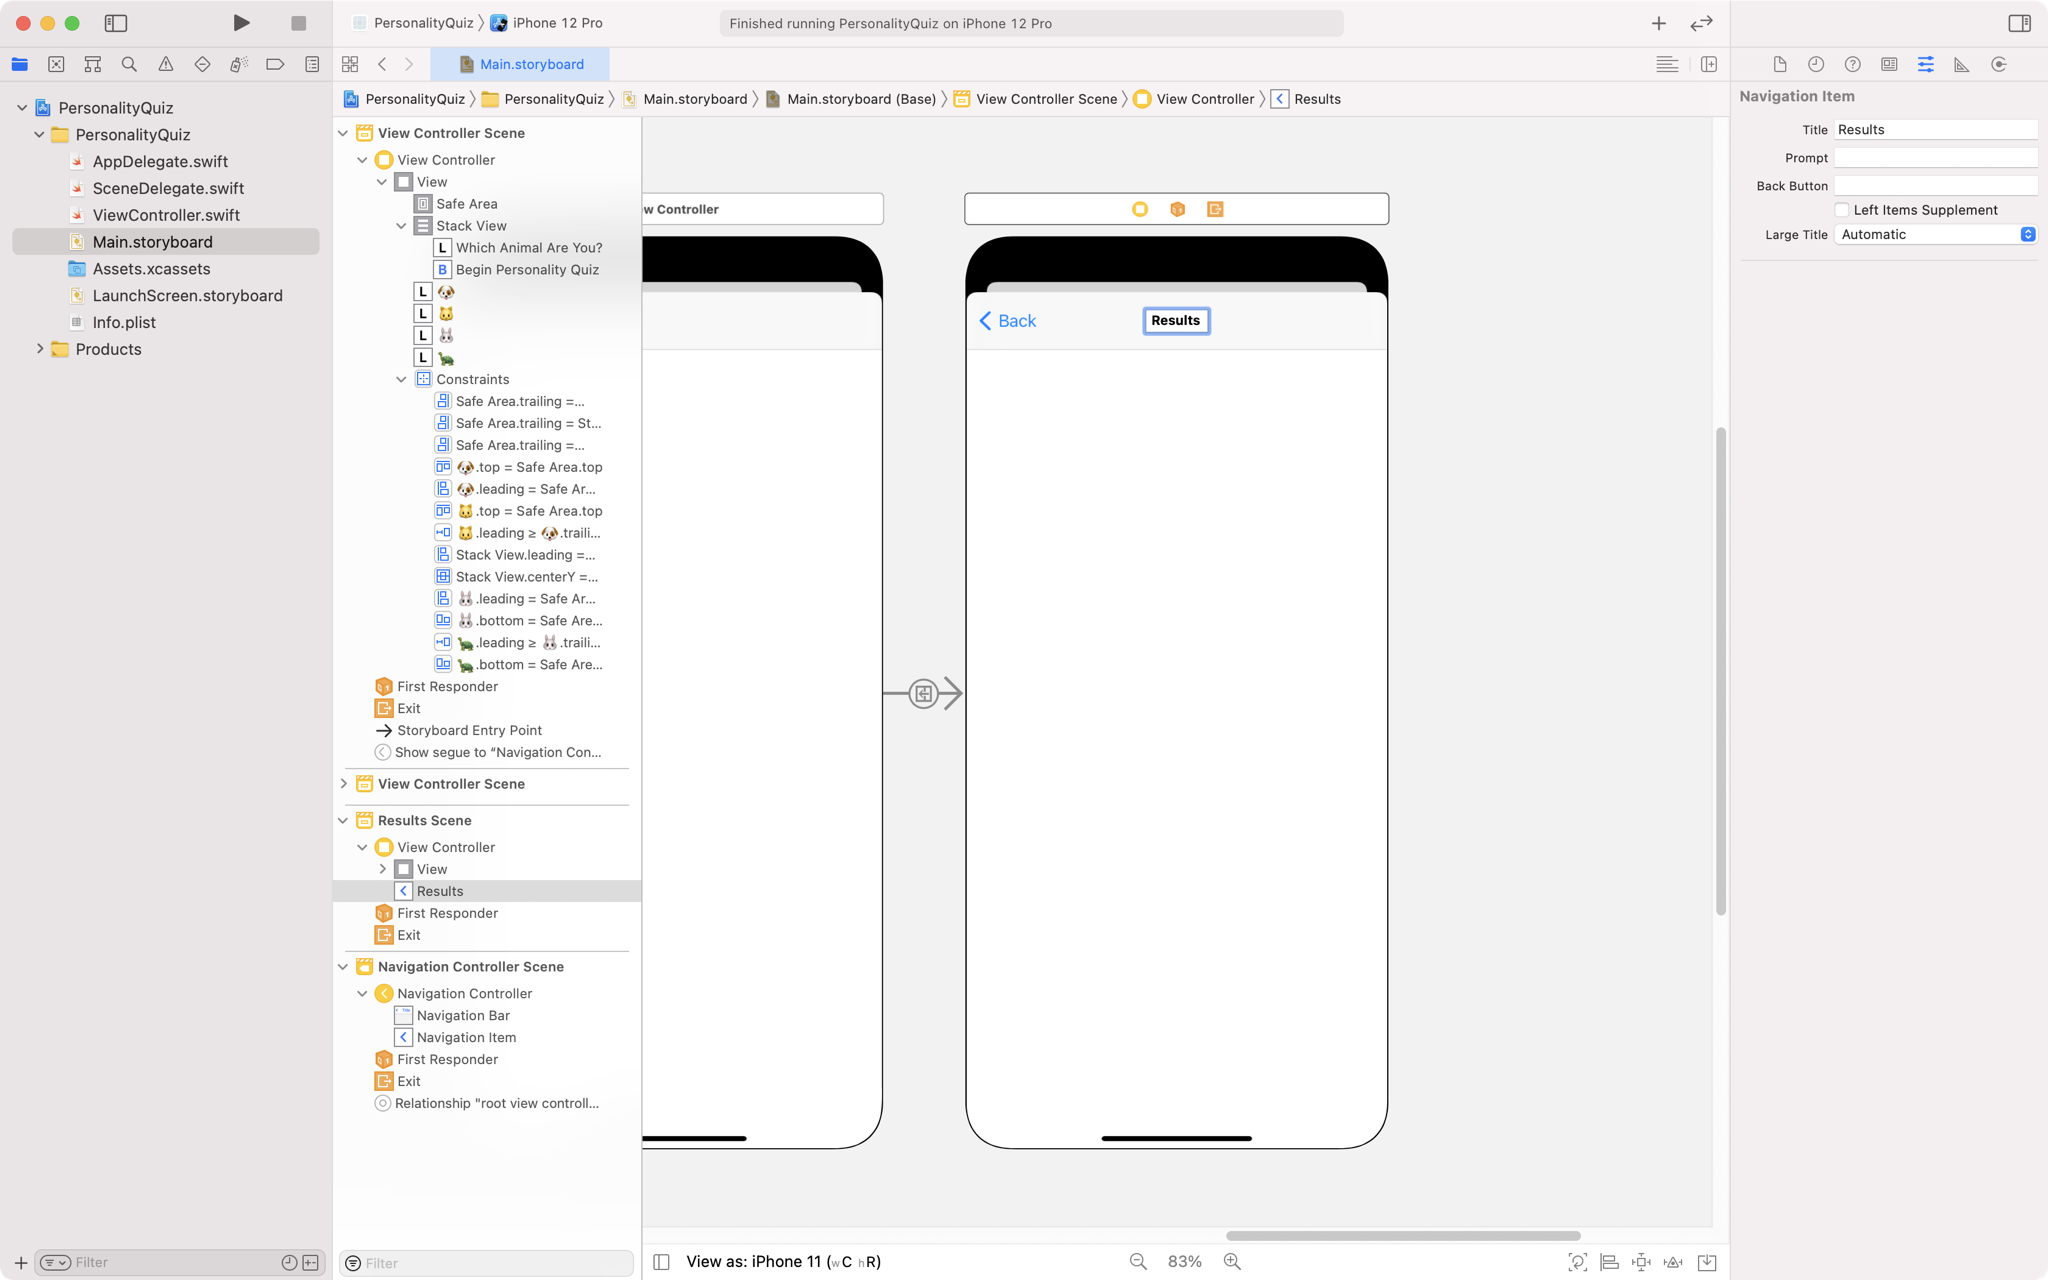 PersonalityQuiz
iPhone 12 Pro
Finished running PersonalityQuiz on iPhone 12 Pro
Main.storyboard
PersonalityQuiz
PersonalityQuiz
Main.storyboard
Main.storyboard (Base)
View Controller Scene
View Controller
Results
PersonalityQuiz
PersonalityQuiz
AppDelegate.swift
SceneDelegate.swift
ViewController.swift
Main.storyboard
Assets.xcassets
LaunchScreen.storyboard
Info.plist
Products
Filter
View Controller Scene
View Controller
View
Safe Area
Stack View
L Which Animal Are You?
B Begin Personality Quiz
L 🐶
L 🐱
L 🐰
L 🐢
Constraints
Safe Area.trailing =...
Safe Area.trailing = St...
Safe Area.trailing =...
🐶.top = Safe Area.top
🐶.leading = Safe Ar...
🐱.top = Safe Area.top
🐱.leading ≥ 🐶.traili...
Stack View.leading =...
Stack View.centerY =...
🐰.leading = Safe Ar...
🐰.bottom = Safe Are...
🐢.leading ≥ 🐰.traili...
🐢.bottom = Safe Are...
First Responder
Exit
Storyboard Entry Point
Show segue to “Navigation Con...
View Controller Scene
Results Scene
View Controller
View
Results
First Responder
Exit
Navigation Controller Scene
Navigation Controller
Navigation Bar
Navigation Item
First Responder
Exit
Relationship "root view controll...
Filter
w Controller
Back
Results
View as: iPhone 11 (wC hR)
83%
Navigation Item
Title Results
Prompt
Back Button
Left Items Supplement
Large Title Automatic